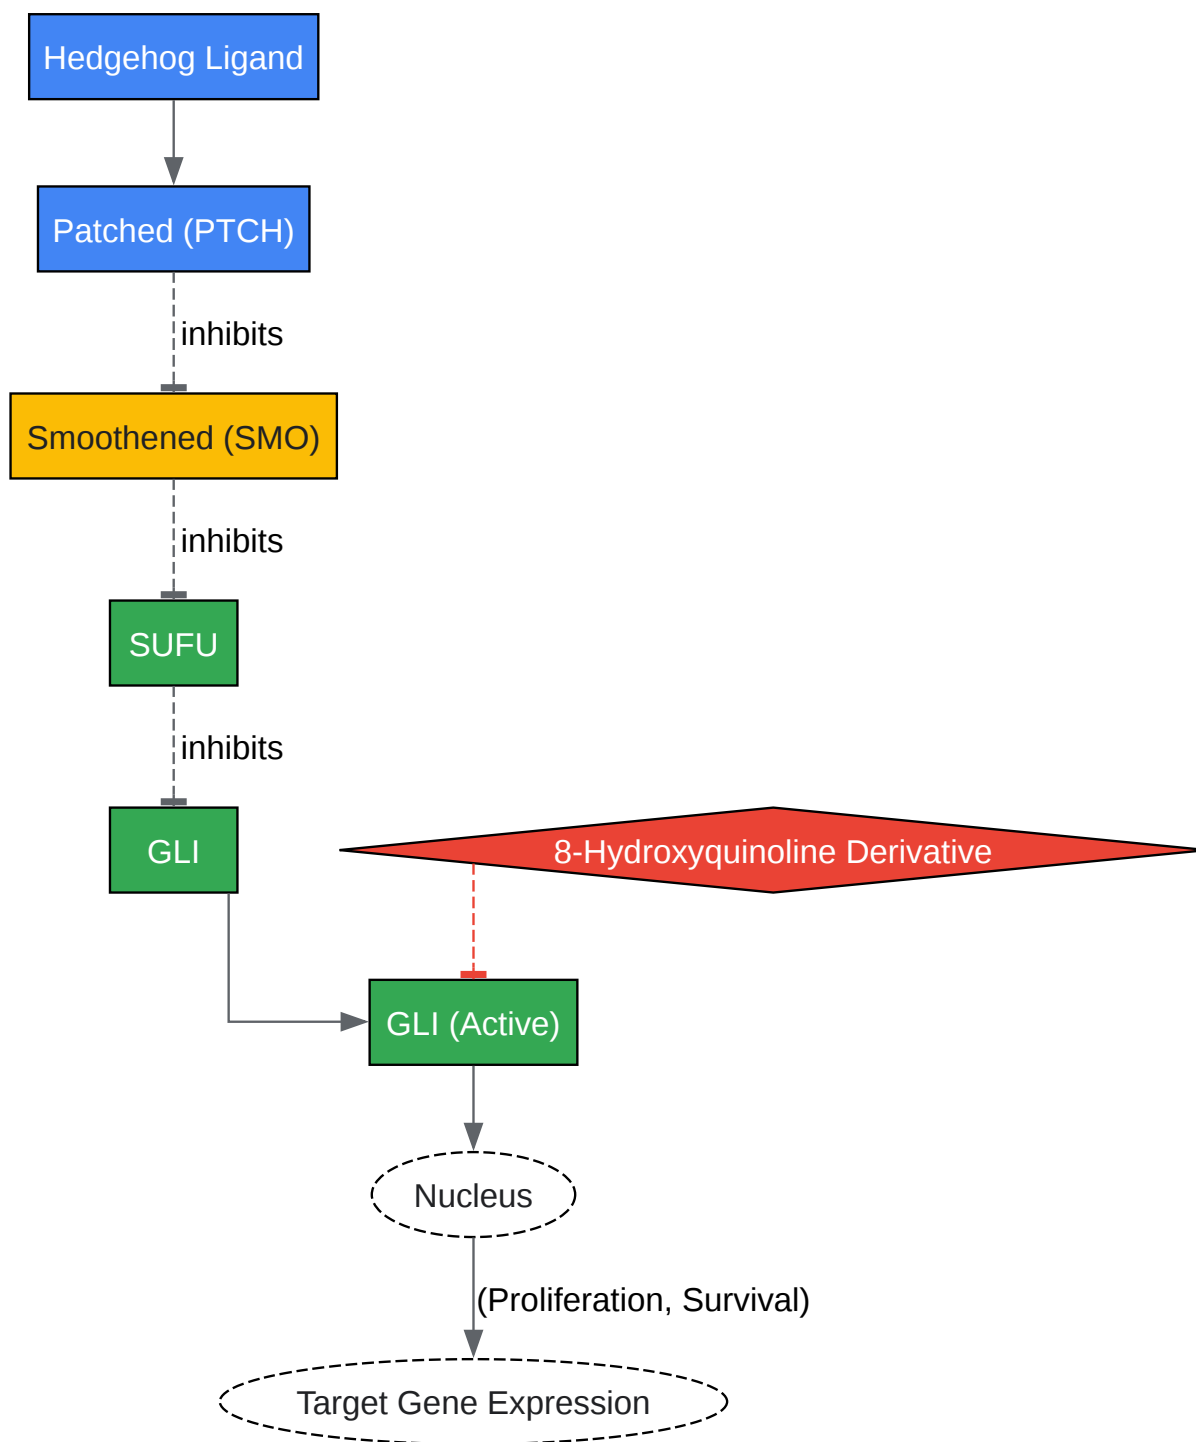 Hedgehog Ligand
Patched (PTCH)
inhibits
Smoothened (SMO)
inhibits
SUFU
inhibits
GLI
8-Hydroxyquinoline Derivative
GLI (Active)
Nucleus
(Proliferation, Survival)
Target Gene Expression